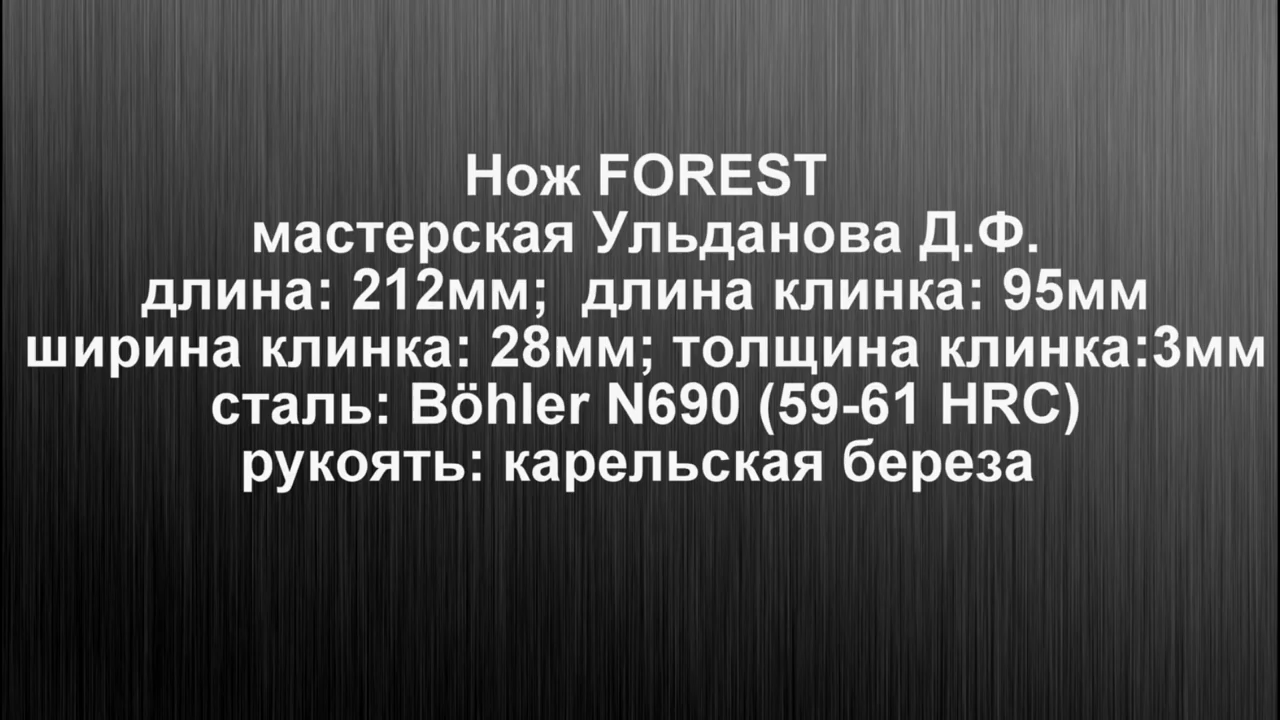 Нож FOREST
мастерская Ульданова Д.Ф.
длина: 212мм;  длина клинка: 95мм
ширина клинка: 28мм; толщина клинка:3мм
сталь: Böhler N690 (59-61 HRC)
рукоять: карельская береза